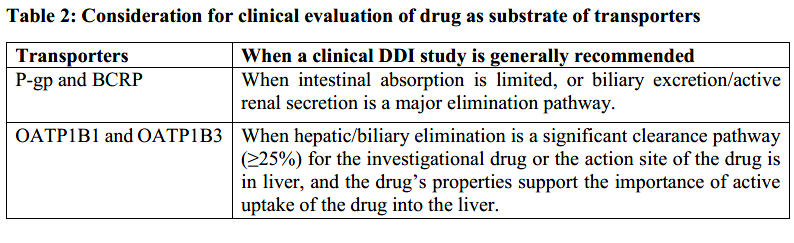 Table 2: Consideration for clinical evaluation of drug as substrate of transporters
Transporters When a clinical DDI study is generally recommended
P-gp and BCRP When intestinal absorption is limited, or biliary excretion/active
renal secretion is a major elimination pathway.
OATP1B1 and OATP1B3 When hepatic/biliary elimination is a significant clearance pathway
(≥25%) for the investigational drug or the action site of the drug is
in liver, and the drug’s properties support the importance of active
uptake of the drug into the liver.